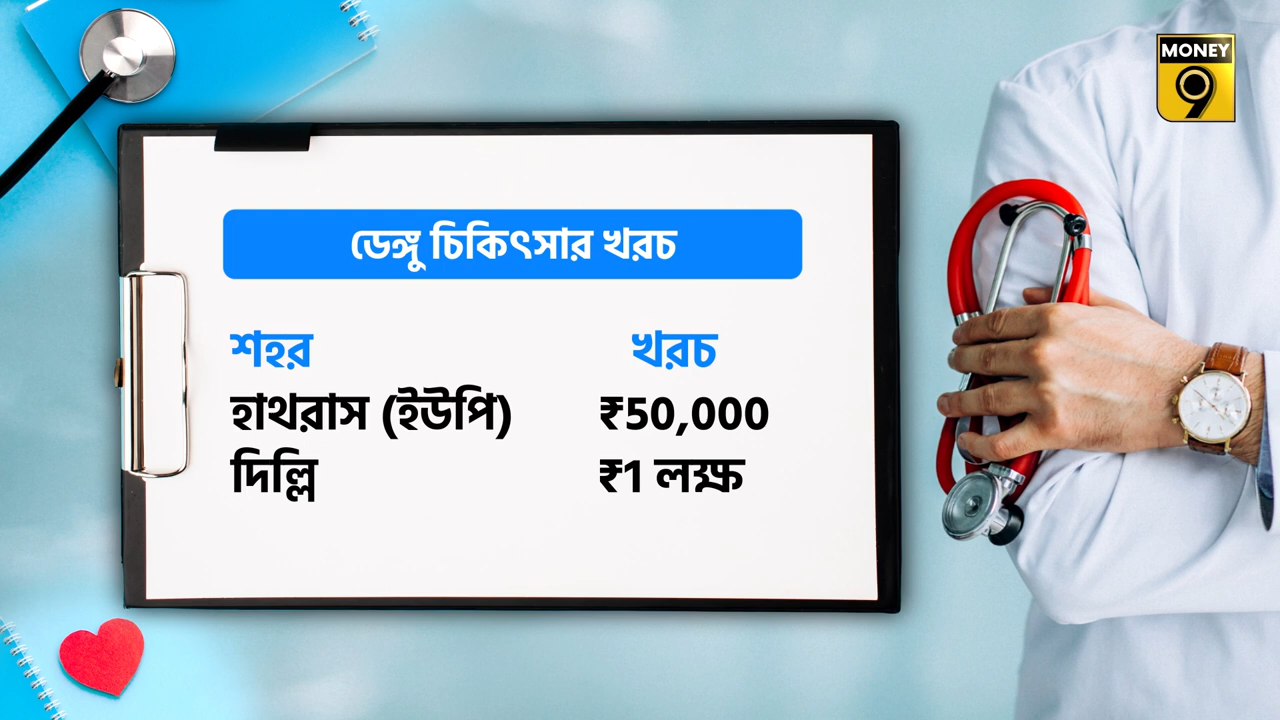 MONEY
9
ডেঙ্গু চিকিৎসার খরচ
শহর খরচ
হাথরাস (ইউপি) ₹50,000
দিল্লি ₹1 লক্ষ